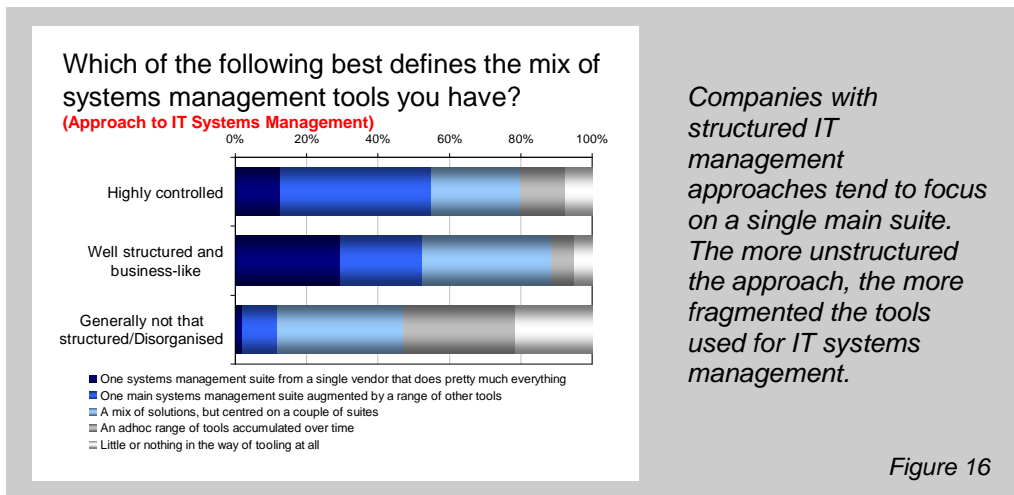 Which of the following best defines the mix of
systems management tools you have?
(Approach to IT Systems Management)
0% 20% 40% 60% 80% 100%
Highly controlled
Well structured and
business-like
Generally not that
structured/Disorganised
One systems management suite from a single vendor that does pretty much everything
One main systems management suite augmented by a range of other tools
A mix of solutions, but centred on a couple of suites
An adhoc range of tools accumulated over time
Little or nothing in the way of tooling at all
Companies with
structured IT
management
approaches tend to focus
on a single main suite.
The more unstructured
the approach, the more
fragmented the tools
used for IT systems
management.
Figure 16